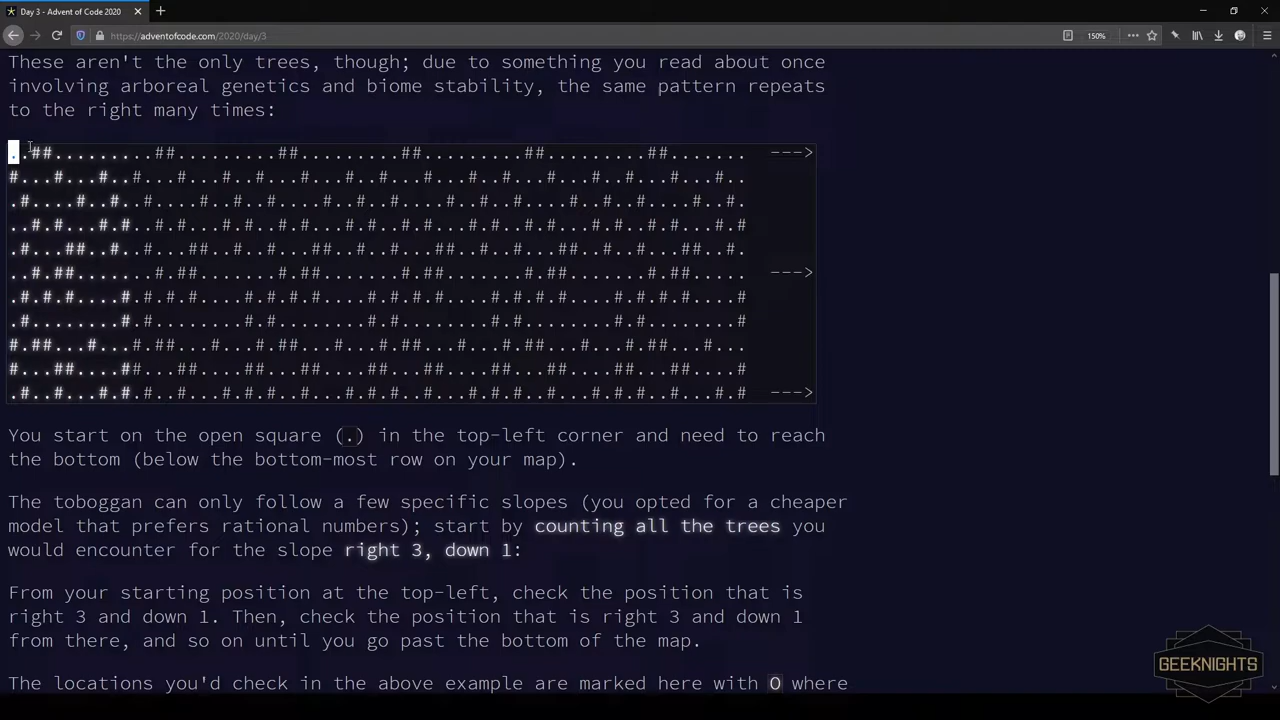 Day 3 - Advent of Code 2020
https://adventofcode.com/2020/day/3
150%
These aren't the only trees, though; due to something you read about once
involving arboreal genetics and biome stability, the same pattern repeats
to the right many times:
..##.........##.........##.........##.........##.........##.......  --->
#...#...#..#...#...#..#...#...#..#...#...#..#...#...#..#...#...#..
.#....#..#..#....#..#..#....#..#..#....#..#..#....#..#..#....#..#.
..#.#...#.#..#.#...#.#..#.#...#.#..#.#...#.#..#.#...#.#..#.#...#.#
.#...##..#..#...##..#..#...##..#..#...##..#..#...##..#..#...##..#.
..#.##.......#.##.......#.##.......#.##.......#.##.......#.##.....  --->
.#.#.#....#.#.#.#....#.#.#.#....#.#.#.#....#.#.#.#....#.#.#.#....#
.#........#.#........#.#........#.#........#.#........#.#........#
#.##...#...#.##...#...#.##...#...#.##...#...#.##...#...#.##...#...
#...##....##...##....##...##....##...##....##...##....##...##....#
.#..#...#.#.#..#...#.#.#..#...#.#.#..#...#.#.#..#...#.#.#..#...#.#  --->
You start on the open square (.) in the top-left corner and need to reach
the bottom (below the bottom-most row on your map).
The toboggan can only follow a few specific slopes (you opted for a cheaper
model that prefers rational numbers); start by counting all the trees you
would encounter for the slope right 3, down 1:
From your starting position at the top-left, check the position that is
right 3 and down 1. Then, check the position that is right 3 and down 1
from there, and so on until you go past the bottom of the map.
The locations you'd check in the above example are marked here with O where
GEEKNIGHTS